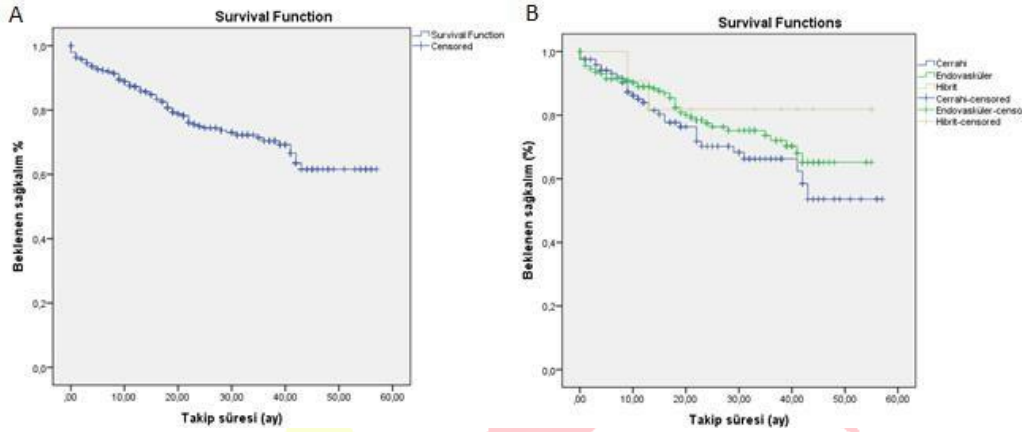 A
Survival Function
Survival Function
Censored
1,0
0,8
0,6
0,4
0,2
0,0
,00 10,00 20,00 30,00 40,00 50,00 60,00
Beklenen sağkalım %
Takip süresi (ay)
B
Survival Functions
Cerrahi
Endovasküler
Hibrit
Cerrahi-censored
Endovasküler-censo
Hibrit-censored
1,0
0,8
0,6
0,4
0,2
0,0
,00 10,00 20,00 30,00 40,00 50,00 60,00
Beklenen sağkalım (%)
Takip süresi (ay)